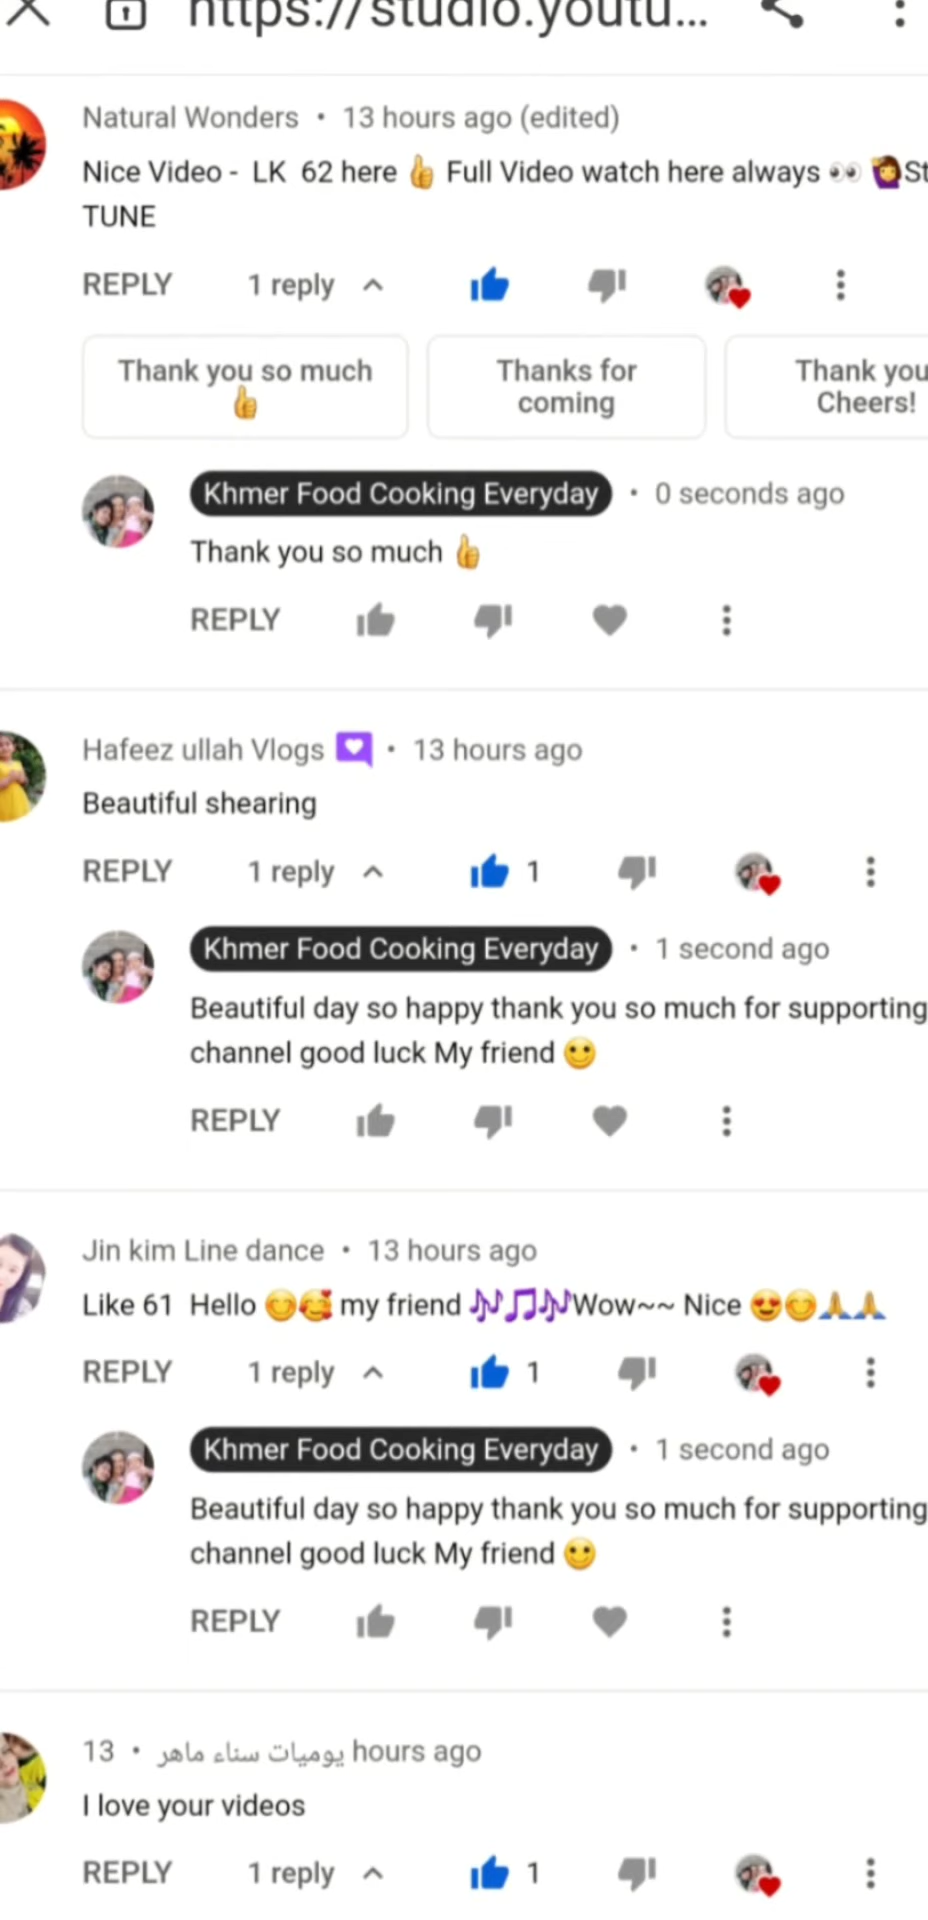 https://studio.youtu...
Natural Wonders • 13 hours ago (edited)
Nice Video - LK 62 here 👍 Full Video watch here always 👀 🙋‍♀️St
TUNE
REPLY 1 reply
Thank you so much 👍
Thanks for coming
Thank you Cheers!
Khmer Food Cooking Everyday • 0 seconds ago
Thank you so much 👍
REPLY
Hafeez ullah Vlogs 💜 • 13 hours ago
Beautiful shearing
REPLY 1 reply 1
Khmer Food Cooking Everyday • 1 second ago
Beautiful day so happy thank you so much for supporting
channel good luck My friend 🙂
REPLY
Jin kim Line dance • 13 hours ago
Like 61 Hello 😊🥰 my friend 🎶🎵🎶Wow~~ Nice 😍😊🙏🙏
REPLY 1 reply 1
Khmer Food Cooking Everyday • 1 second ago
Beautiful day so happy thank you so much for supporting
channel good luck My friend 🙂
REPLY
يوميات سناء ماهر • 13 hours ago
I love your videos
REPLY 1 reply 1